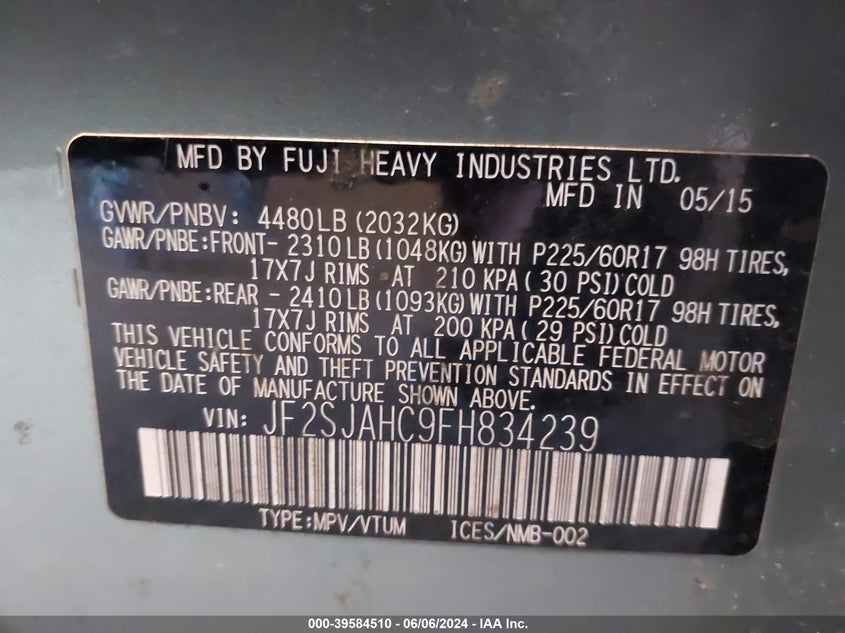 MFD BY FUJI HEAVY INDUSTRIES LTD.
MFD IN 05/15
GVWR/PNBV: 4480LB (2032KG)
GAWR/PNBE:FRONT- 2310LB (1048KG) WITH P225/60R17 98H TIRES,
17X7J RIMS AT 210 KPA ( 30 PSI) COLD
GAWR/PNBE:REAR - 2410LB (1093KG) WITH P225/60R17 98H TIRES,
17X7J RIMS AT 200 KPA ( 29 PSI) COLD
THIS VEHICLE CONFORMS TO ALL APPLICABLE FEDERAL MOTOR
VEHICLE SAFETY AND THEFT PREVENTION STANDARDS IN EFFECT ON
THE DATE OF MANUFACTURE SHOWN ABOVE.
VIN: JF2SJAHC9FH834239
TYPE:MPV/VTUM ICES/NMB-002
000-39584510 - 06/06/2024 - IAA Inc.